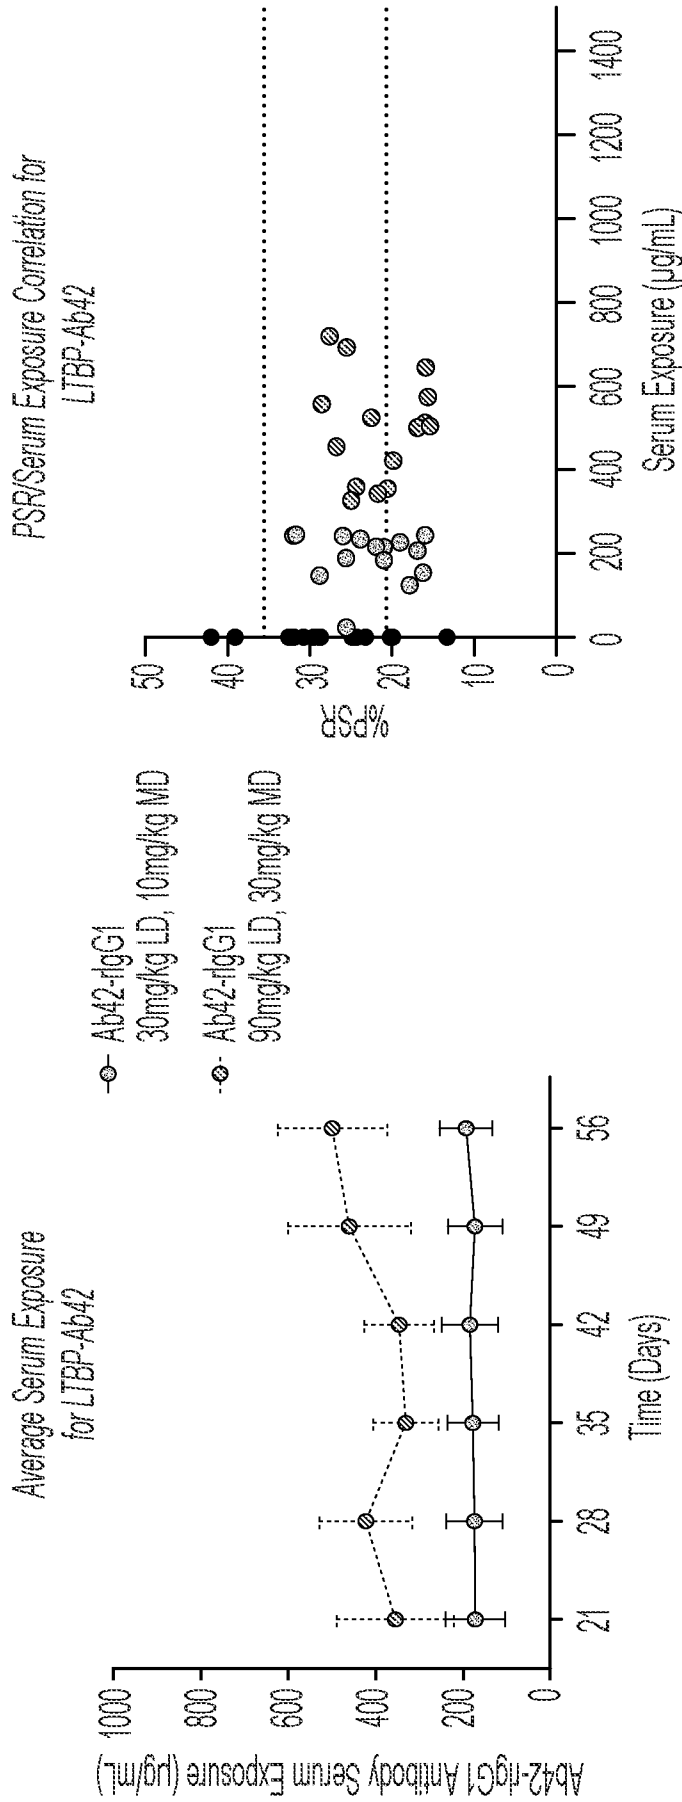 Average Serum Exposure
for LTBP-Ab42
Ab42-rIgG1 Antibody Serum Exposure (µg/mL)
1000
800
600
400
200
0
21
28
35
42
49
56
Time (Days)
Ab42-rIgG1
30mg/kg LD, 10mg/kg MD
Ab42-rIgG1
90mg/kg LD, 30mg/kg MD
PSR/Serum Exposure Correlation for
LTBP-Ab42
%PSR
50
40
30
20
10
0
0
200
400
600
800
1000
1200
1400
Serum Exposure (µg/mL)